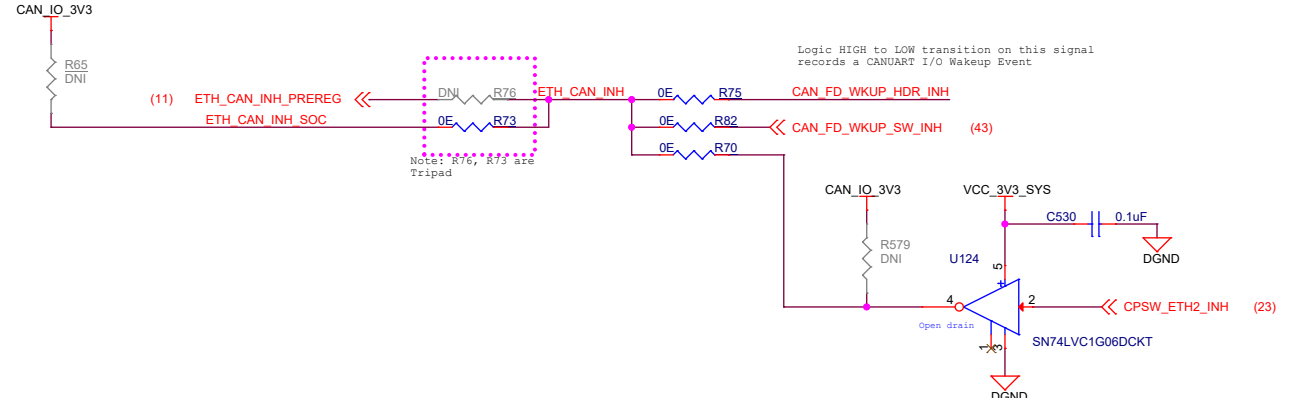 CAN_IO_3V3
R65
DNI
Logic HIGH to LOW transition on this signal
records a CANUART I/O Wakeup Event
(11) ETH_CAN_INH_PREREG
DNI R76
ETH_CAN_INH
0E R75
CAN_FD_WKUP_HDR_INH
ETH_CAN_INH_SOC
0E R73
0E R82
CAN_FD_WKUP_SW_INH (43)
0E R70
Note: R76, R73 are
Tripad
CAN_IO_3V3
VCC_3V3_SYS
C530 0.1uF
R579
DNI
DGND
U124
5
+
4
2
CPSW_ETH2_INH (23)
Open drain
1
3
SN74LVC1G06DCKT
DGND